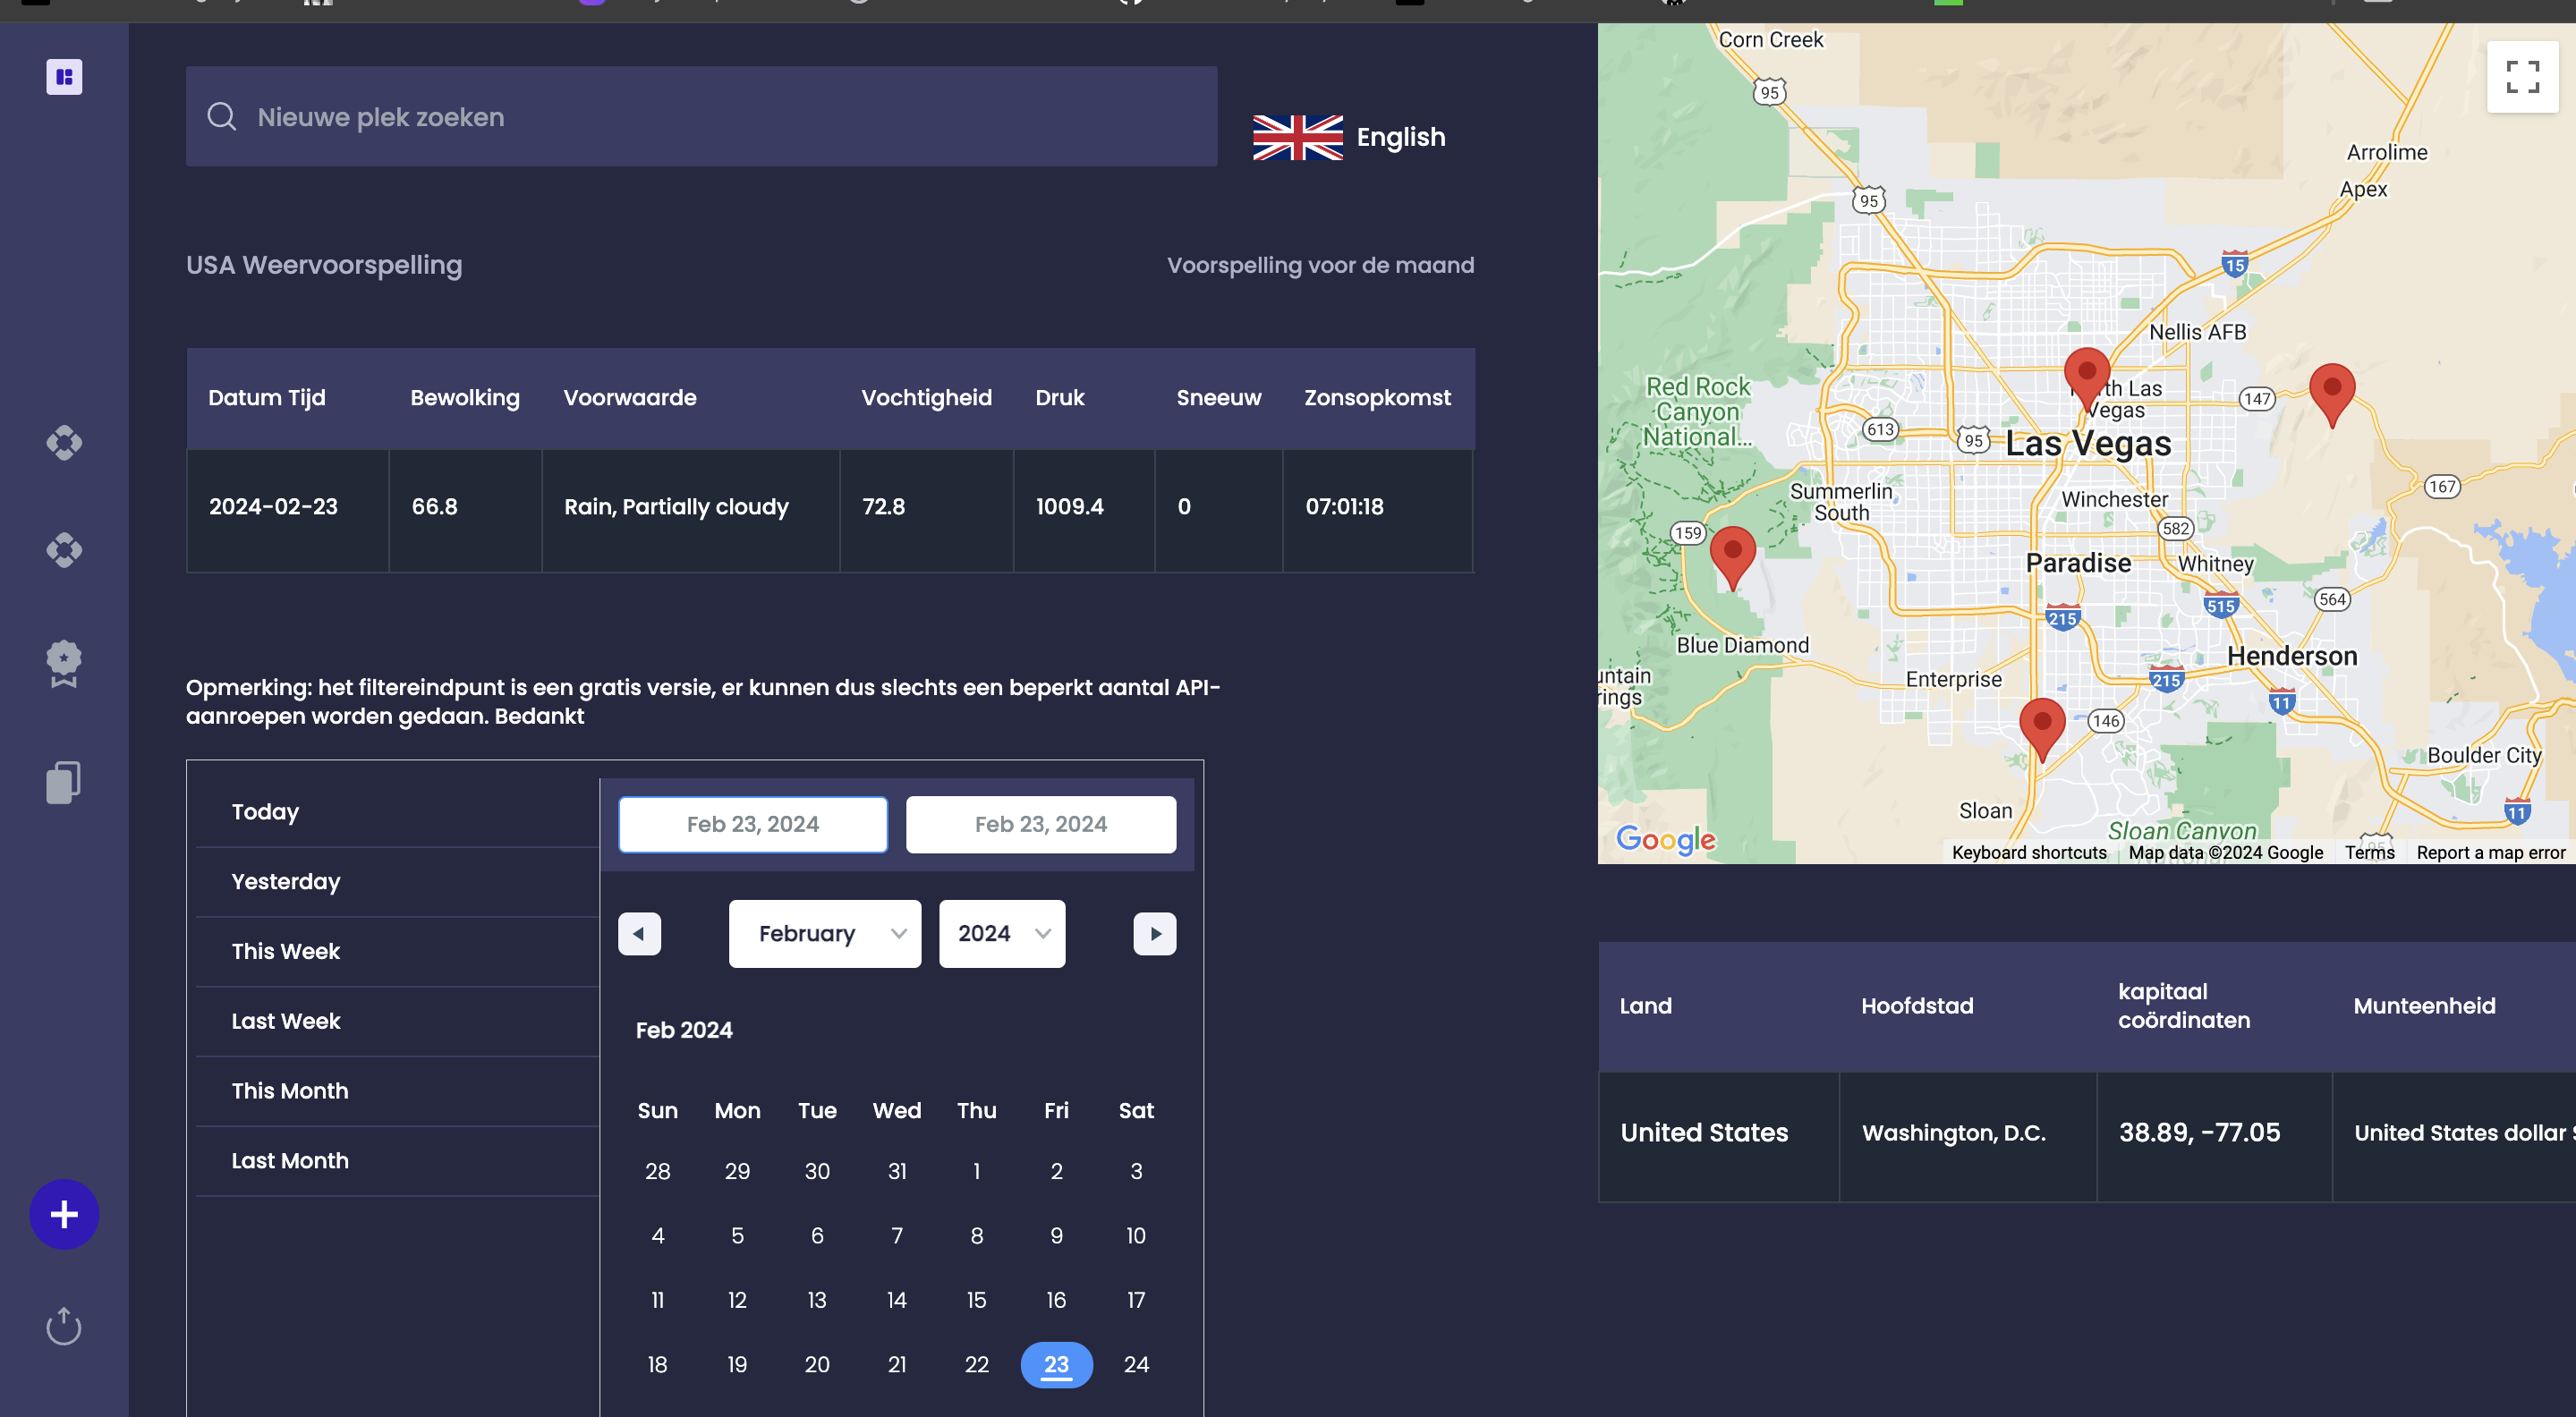 Nieuwe plek zoeken
English
USA Weervoorspelling
Voorspelling voor de maand
Datum Tijd Bewolking Voorwaarde Vochtigheid Druk Sneeuw Zonsopkomst
2024-02-23 66.8 Rain, Partially cloudy 72.8 1009.4 0 07:01:18
Opmerking: het filtereindpunt is een gratis versie, er kunnen dus slechts een beperkt aantal API-
aanroepen worden gedaan. Bedankt
Today
Yesterday
This Week
Last Week
This Month
Last Month
Feb 23, 2024 Feb 23, 2024
February 2024
Feb 2024
Sun Mon Tue Wed Thu Fri Sat
28 29 30 31 1 2 3
4 5 6 7 8 9 10
11 12 13 14 15 16 17
18 19 20 21 22 23 24
Corn Creek
95
Arrolime
Apex
95
15
Nellis AFB
Red Rock
Canyon
National...
Las
Vegas
147
613
95
Las Vegas
167
Summerlin
South
Winchester
159
582
Paradise
Whitney
564
515
215
Blue Diamond
Henderson
Enterprise
215
11
146
Boulder City
Sloan
11
Sloan Canyon
Google
Keyboard shortcuts Map data ©2024 Google Terms Report a map error
Land Hoofdstad kapitaal
coördinaten Munteenheid
United States Washington, D.C. 38.89, -77.05 United States dollar